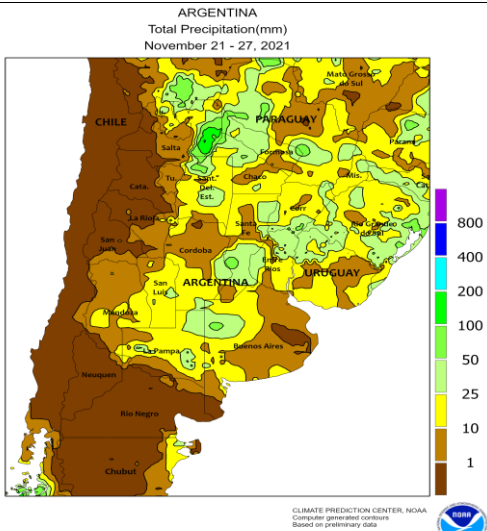 ARGENTINA
Total Precipitation(mm)
November 21 - 27, 2021
Mato Grosso
do Sul
CHILE
PARAGUAY
Salta
Formosa
Parana
Tu.
Sant.
Del.
Est.
Chaco
Mis.
Cata.
Corr
La Rioja
Santa
Fe
Rio Grande
do Sul
San
Juan
Cordoba
Entre
Rios
URUGUAY
San
Luis
ARGENTINA
Mendoza
La Pampa
Buenos Aires
Neuquen
Rio Negro
Chubut
800
400
200
100
50
25
10
1
CLIMATE PREDICTION CENTER, NOAA
Computer generated contours
Based on preliminary data
NOAA